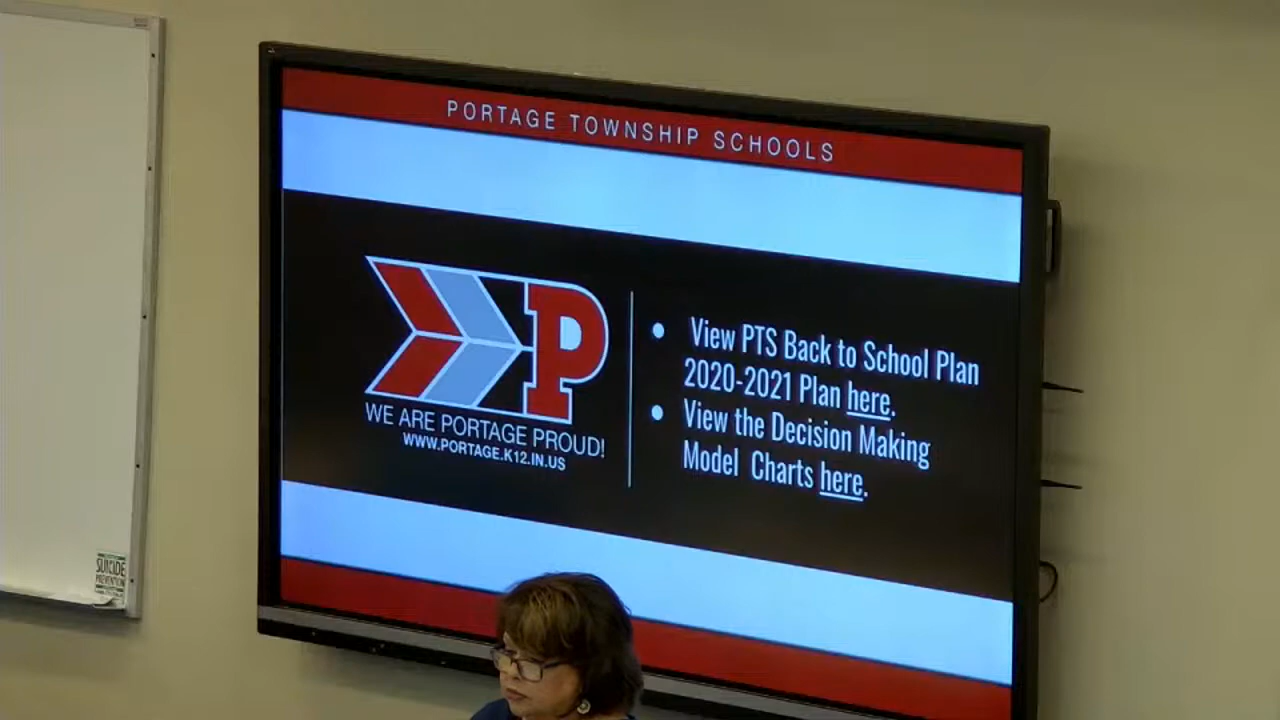 PORTAGE TOWNSHIP SCHOOLS
P
WE ARE PORTAGE PROUD!
WWW.PORTAGE.K12.IN.US
• View PTS Back to School Plan
2020-2021 Plan here.
• View the Decision Making
Model Charts here.
SUICIDE
PREVENTION